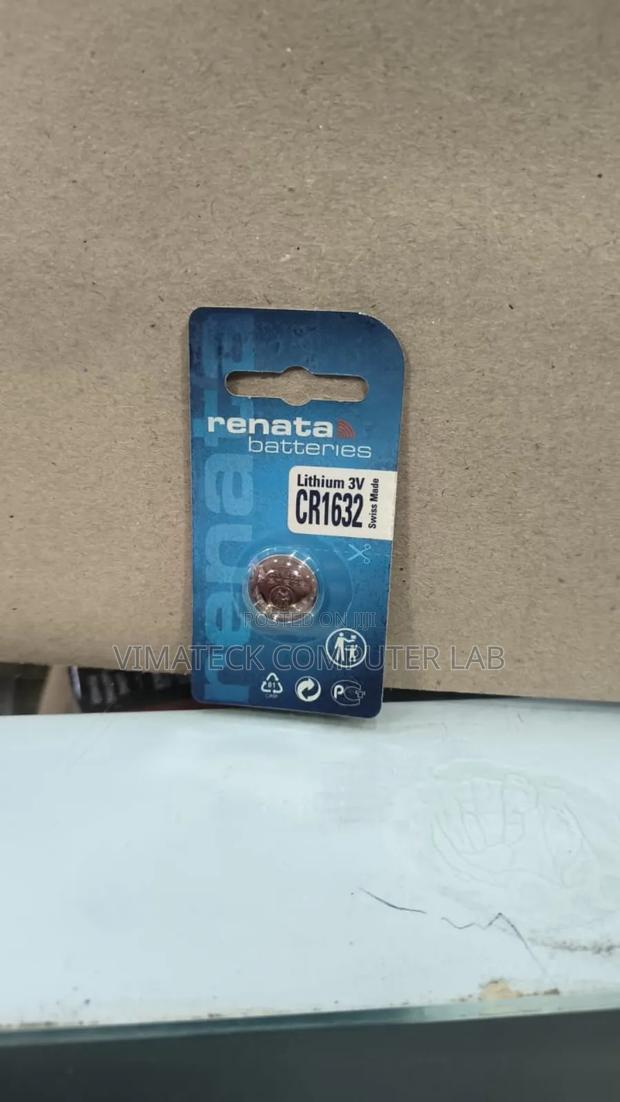 renata
renata
batteries
Lithium 3V
CR1632
Swiss Made
POSTED ON JIJI
VIMATECK COMPUTER LAB